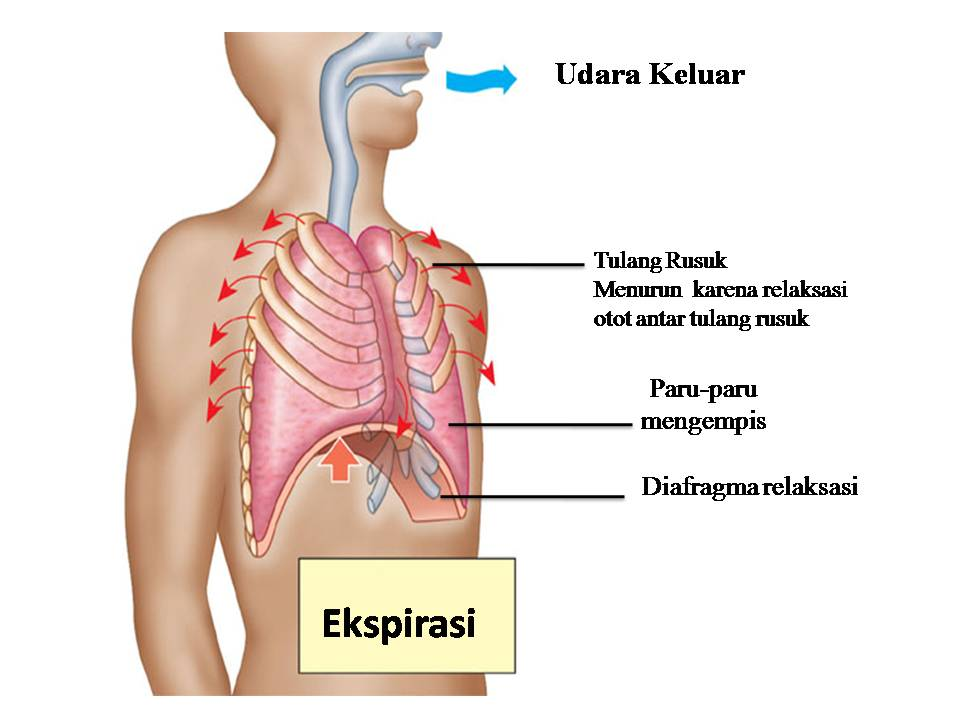 Udara Keluar
Tulang Rusuk
Menurun karena relaksasi
otot antar tulang rusuk
Paru-paru
mengempis
Diafragma relaksasi
Ekspirasi